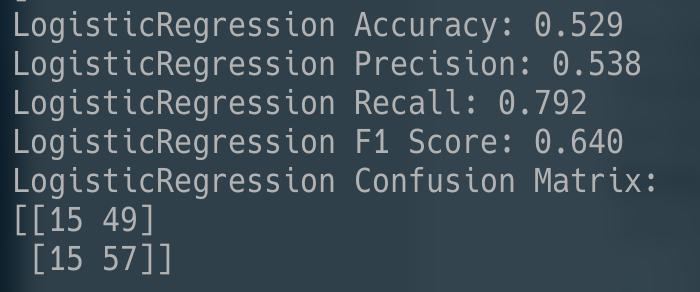 LogisticRegression Accuracy: 0.529
LogisticRegression Precision: 0.538
LogisticRegression Recall: 0.792
LogisticRegression F1 Score: 0.640
LogisticRegression Confusion Matrix:
[[15 49]
 [15 57]]